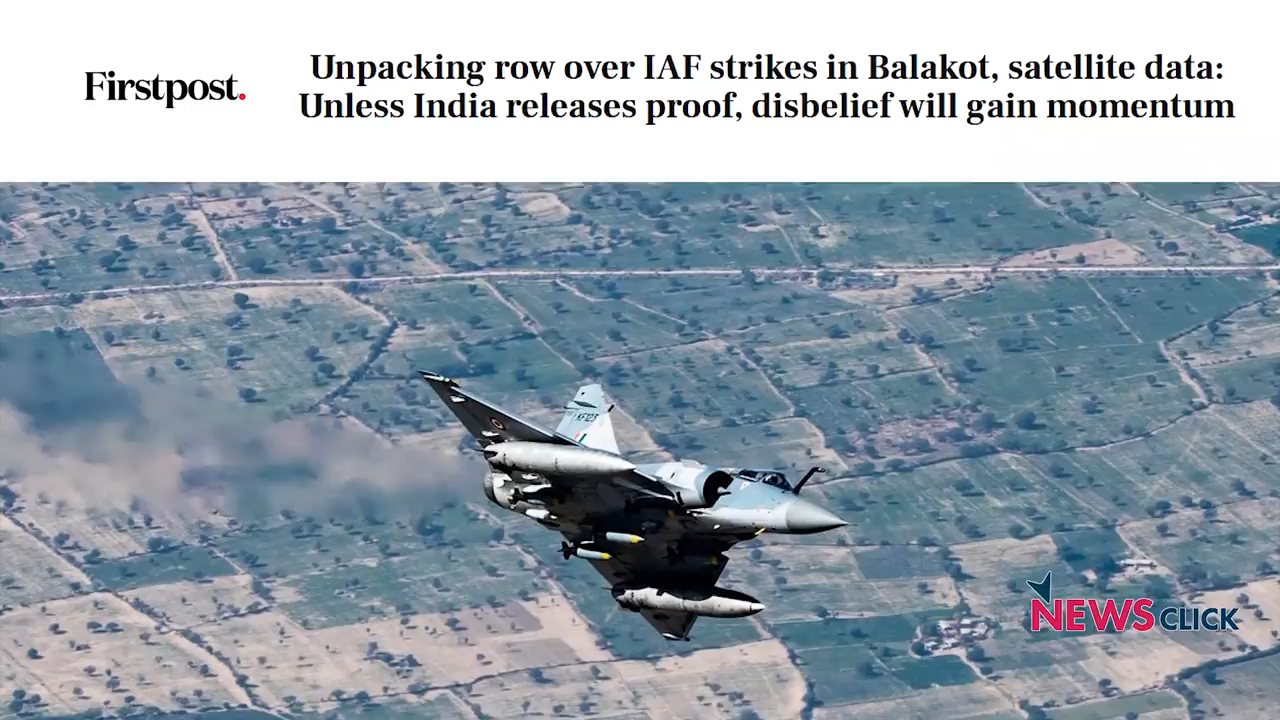 Firstpost.
Unpacking row over IAF strikes in Balakot, satellite data:
Unless India releases proof, disbelief will gain momentum
KF123
NEWSCLICK